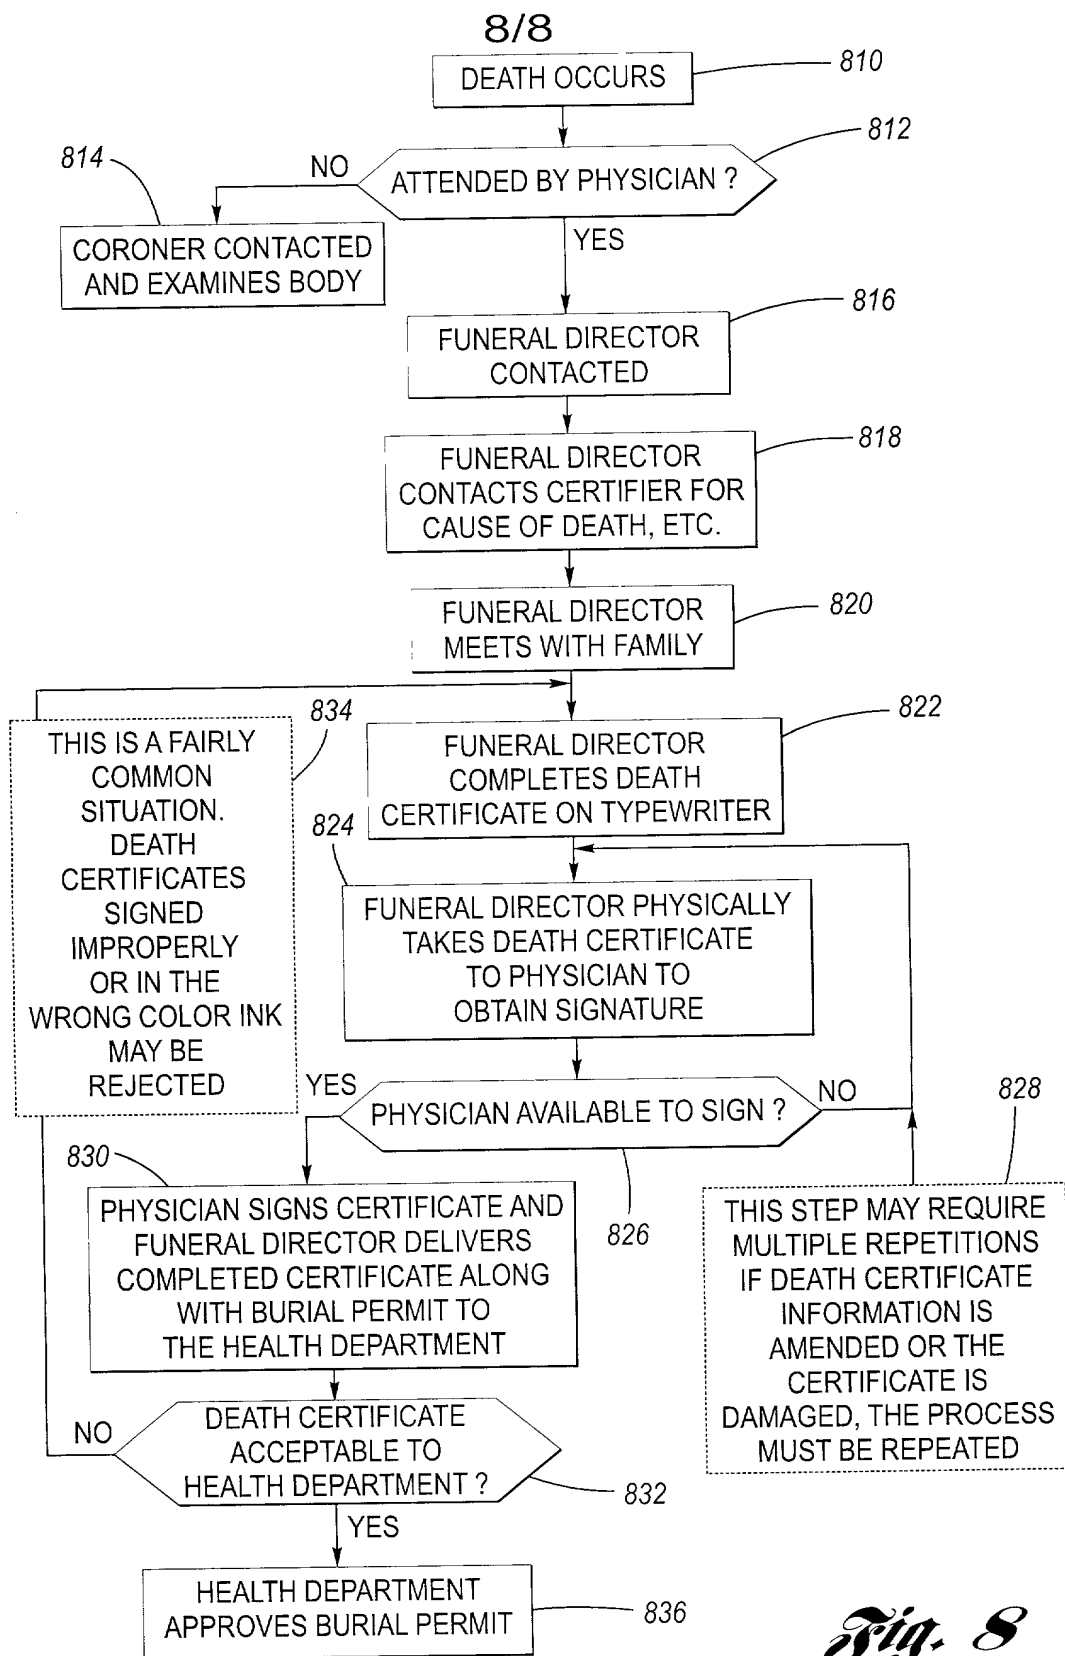 8/8
DEATH OCCURS
810
ATTENDED BY PHYSICIAN ?
812
NO
814
CORONER CONTACTED
AND EXAMINES BODY
YES
FUNERAL DIRECTOR
CONTACTED
816
FUNERAL DIRECTOR
CONTACTS CERTIFIER FOR
CAUSE OF DEATH, ETC.
818
FUNERAL DIRECTOR
MEETS WITH FAMILY
820
FUNERAL DIRECTOR
COMPLETES DEATH
CERTIFICATE ON TYPEWRITER
822
834
THIS IS A FAIRLY
COMMON
SITUATION.
DEATH
CERTIFICATES
SIGNED
IMPROPERLY
OR IN THE
WRONG COLOR INK
MAY BE
REJECTED
824
FUNERAL DIRECTOR PHYSICALLY
TAKES DEATH CERTIFICATE
TO PHYSICIAN TO
OBTAIN SIGNATURE
YES
PHYSICIAN AVAILABLE TO SIGN ?
NO
826
828
THIS STEP MAY REQUIRE
MULTIPLE REPETITIONS
IF DEATH CERTIFICATE
INFORMATION IS
AMENDED OR THE
CERTIFICATE IS
DAMAGED, THE PROCESS
MUST BE REPEATED
830
PHYSICIAN SIGNS CERTIFICATE AND
FUNERAL DIRECTOR DELIVERS
COMPLETED CERTIFICATE ALONG
WITH BURIAL PERMIT TO
THE HEALTH DEPARTMENT
NO
DEATH CERTIFICATE
ACCEPTABLE TO
HEALTH DEPARTMENT ?
832
YES
HEALTH DEPARTMENT
APPROVES BURIAL PERMIT
836
Fig. 8